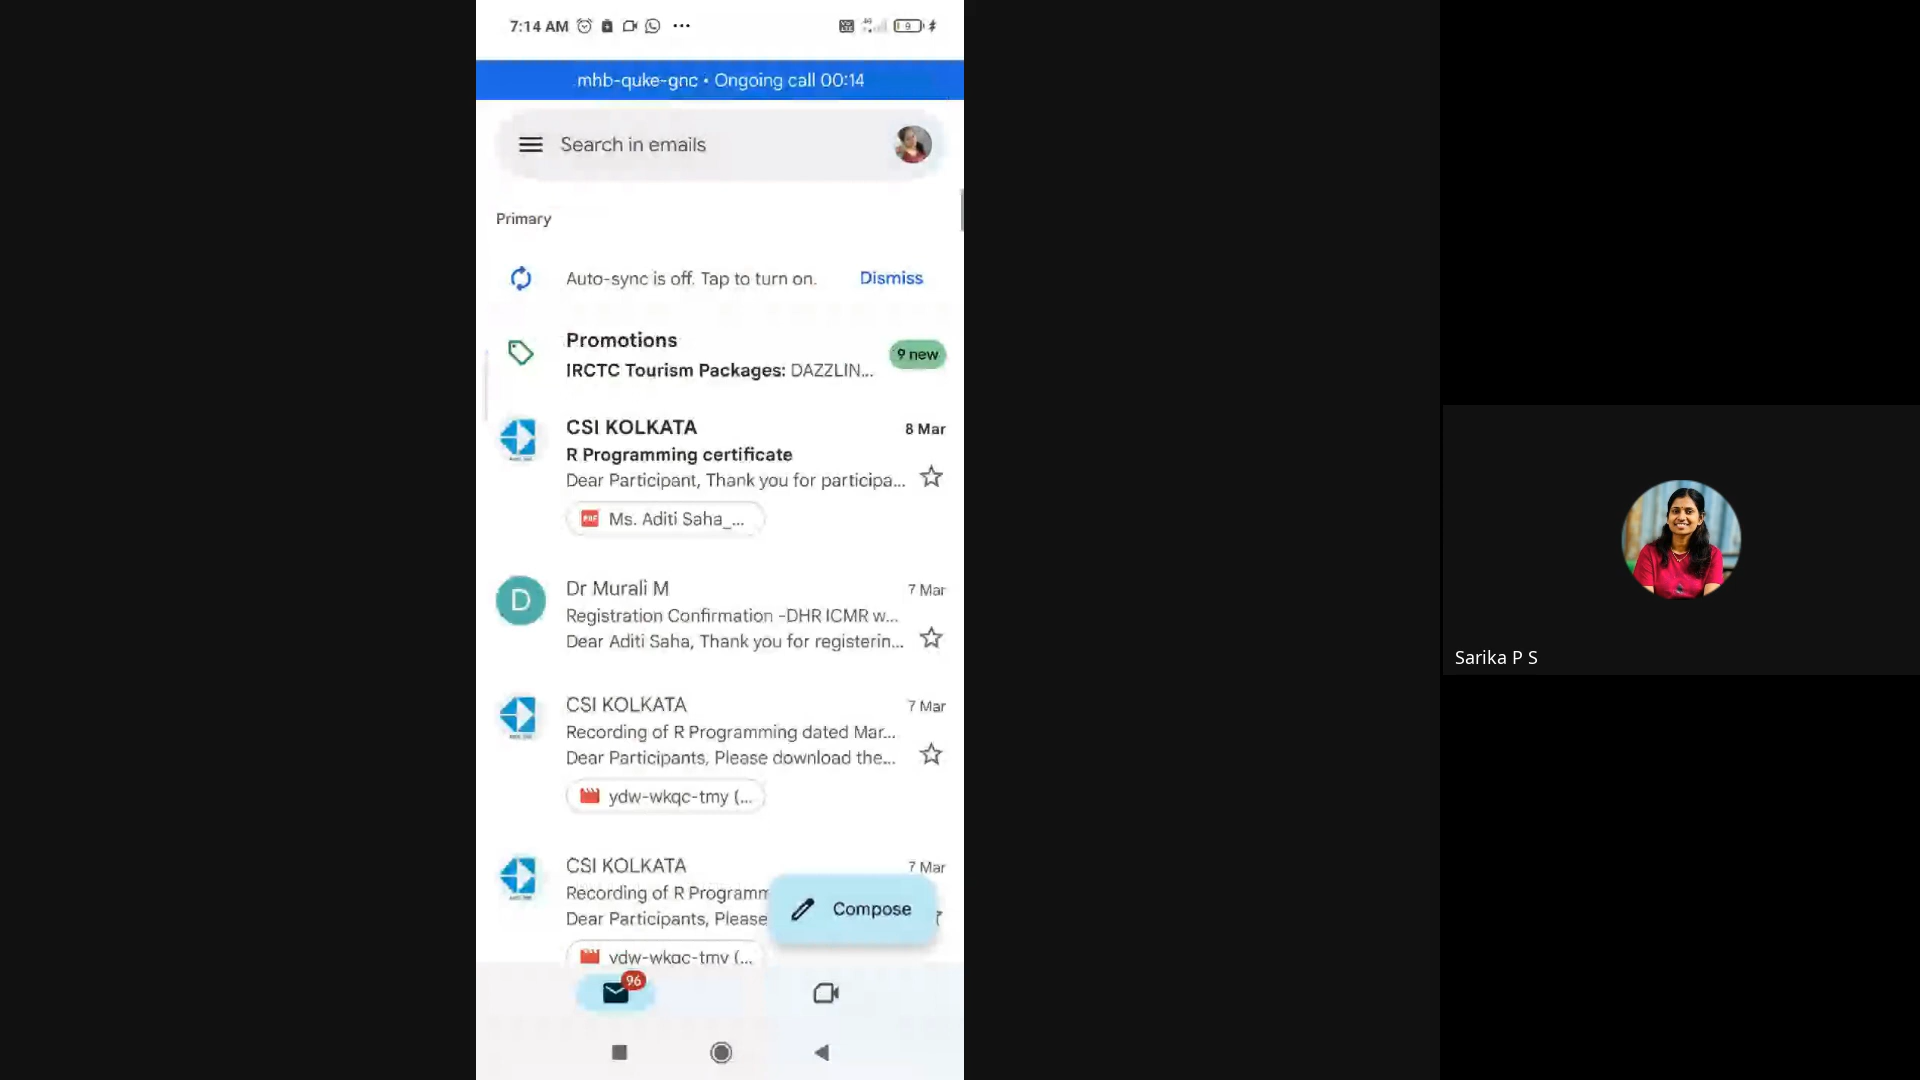 7:14 AM
9
mhb-quke-gnc • Ongoing call 00:14
Search in emails
Primary
Auto-sync is off. Tap to turn on.
Dismiss
Promotions
IRCTC Tourism Packages: DAZZLIN...
9 new
CSI KOLKATA
8 Mar
R Programming certificate
Dear Participant, Thank you for participa...
Ms. Aditi Saha_...
D
Dr Murali M
7 Mar
Registration Confirmation -DHR ICMR w...
Dear Aditi Saha, Thank you for registerin...
CSI KOLKATA
7 Mar
Recording of R Programming dated Mar...
Dear Participants, Please download the...
ydw-wkqc-tmy (...
CSI KOLKATA
7 Mar
Recording of R Programm
Dear Participants, Please
ydw-wkqc-tmy (...
Compose
96
Sarika P S